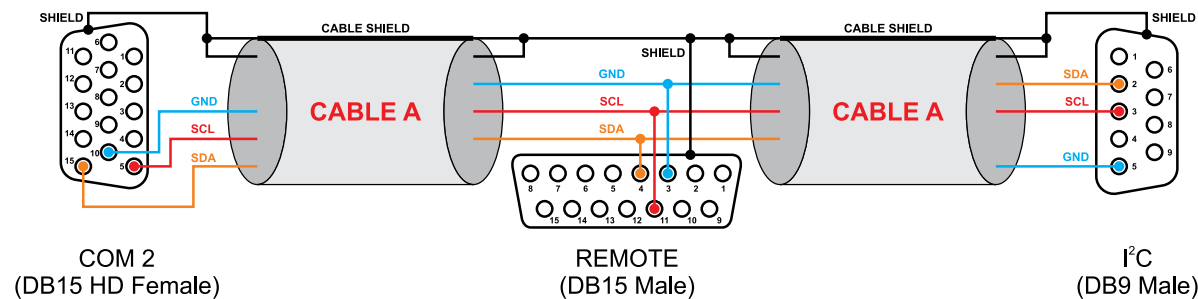 SHIELD
CABLE SHIELD
SHIELD
CABLE SHIELD
SHIELD
11
6
1
12
7
2
13
8
3
14
9
4
15
10
5
GND
SCL
SDA
CABLE A
GND
SCL
SDA
CABLE A
SDA
SCL
GND
1
6
2
7
3
8
4
9
5
8 7 6 5 4 3 2 1
15 14 13 12 11 10 9
COM 2
(DB15 HD Female)
REMOTE
(DB15 Male)
I²C
(DB9 Male)